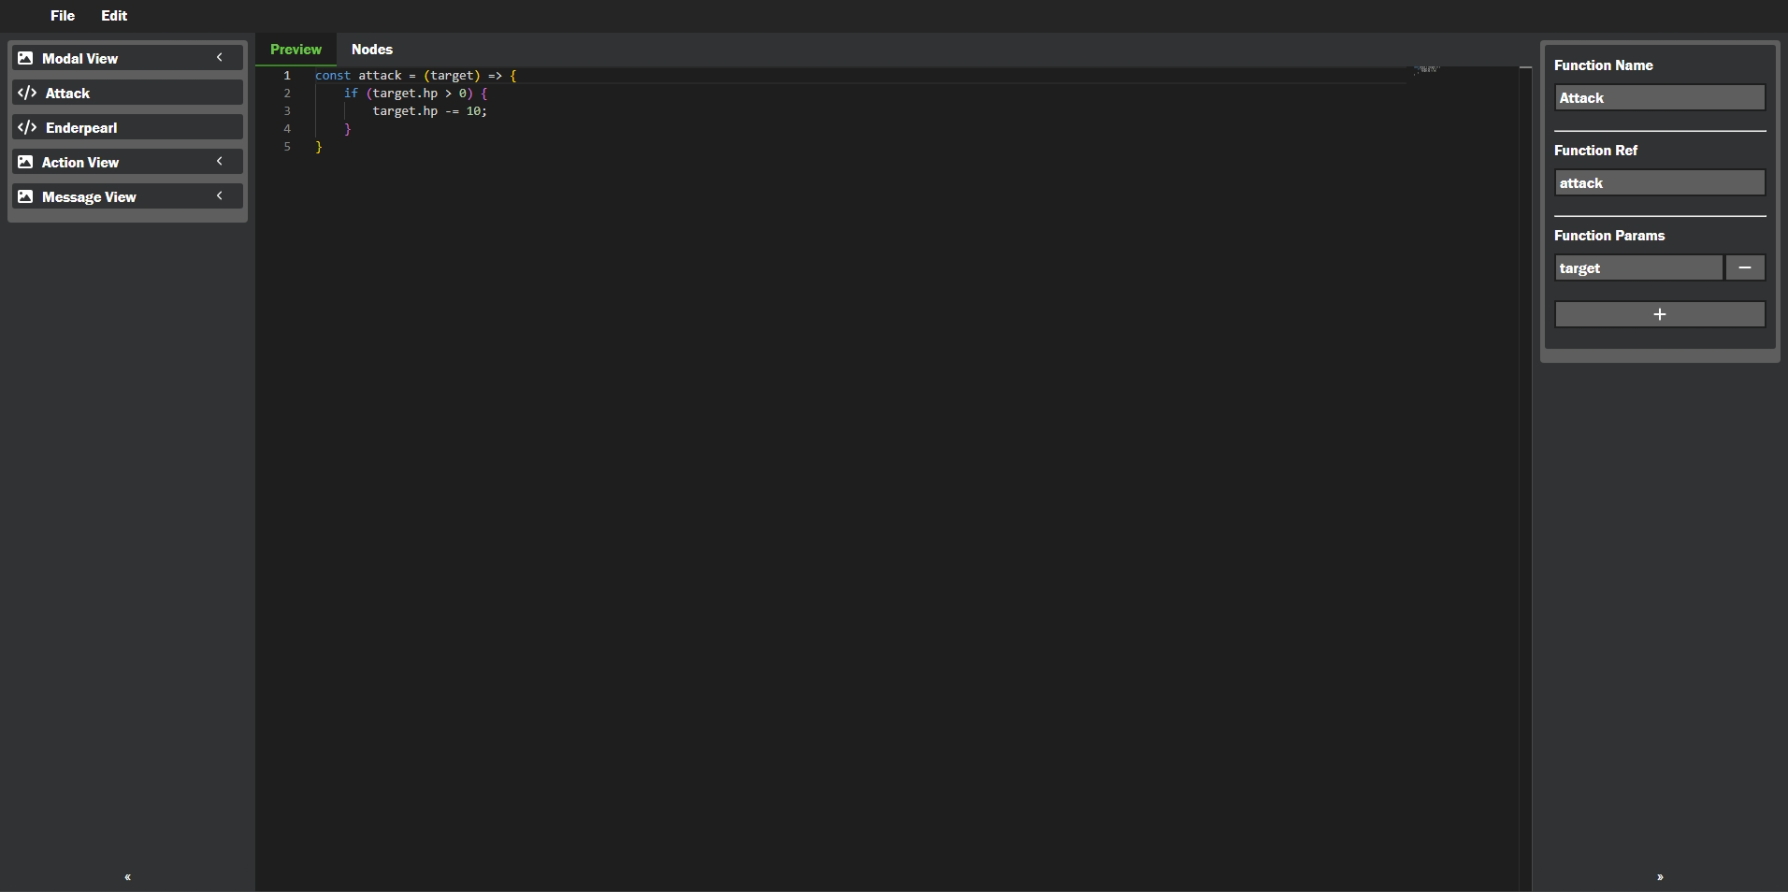 File Edit
Modal View
</> Attack
</> Enderpearl
Action View
Message View
«
Preview Nodes
1 const attack = (target) => {
2 if (target.hp > 0) {
3 target.hp -= 10;
4 }
5 }
Function Name
Attack
Function Ref
attack
Function Params
target −
+
»